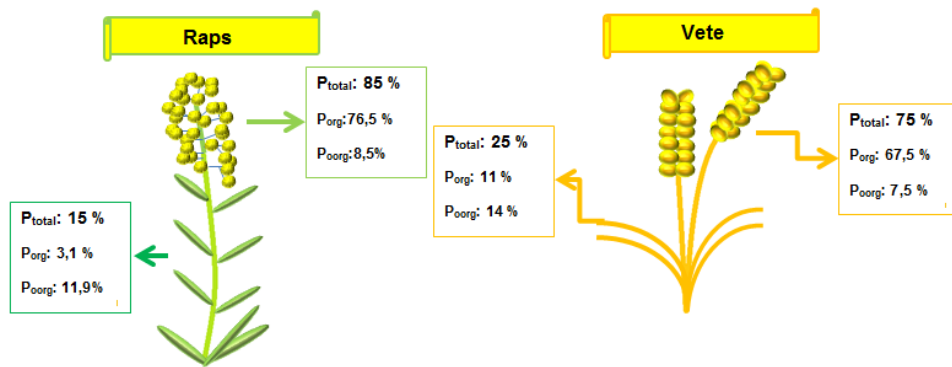 Raps
Ptotal: 85 %
Porg:76,5 %
Poorg:8,5%
Ptotal: 15 %
Porg: 3,1 %
Poorg: 11,9%
Vete
Ptotal: 25 %
Porg: 11 %
Poorg: 14 %
Ptotal: 75 %
Porg: 67,5 %
Poorg: 7,5 %